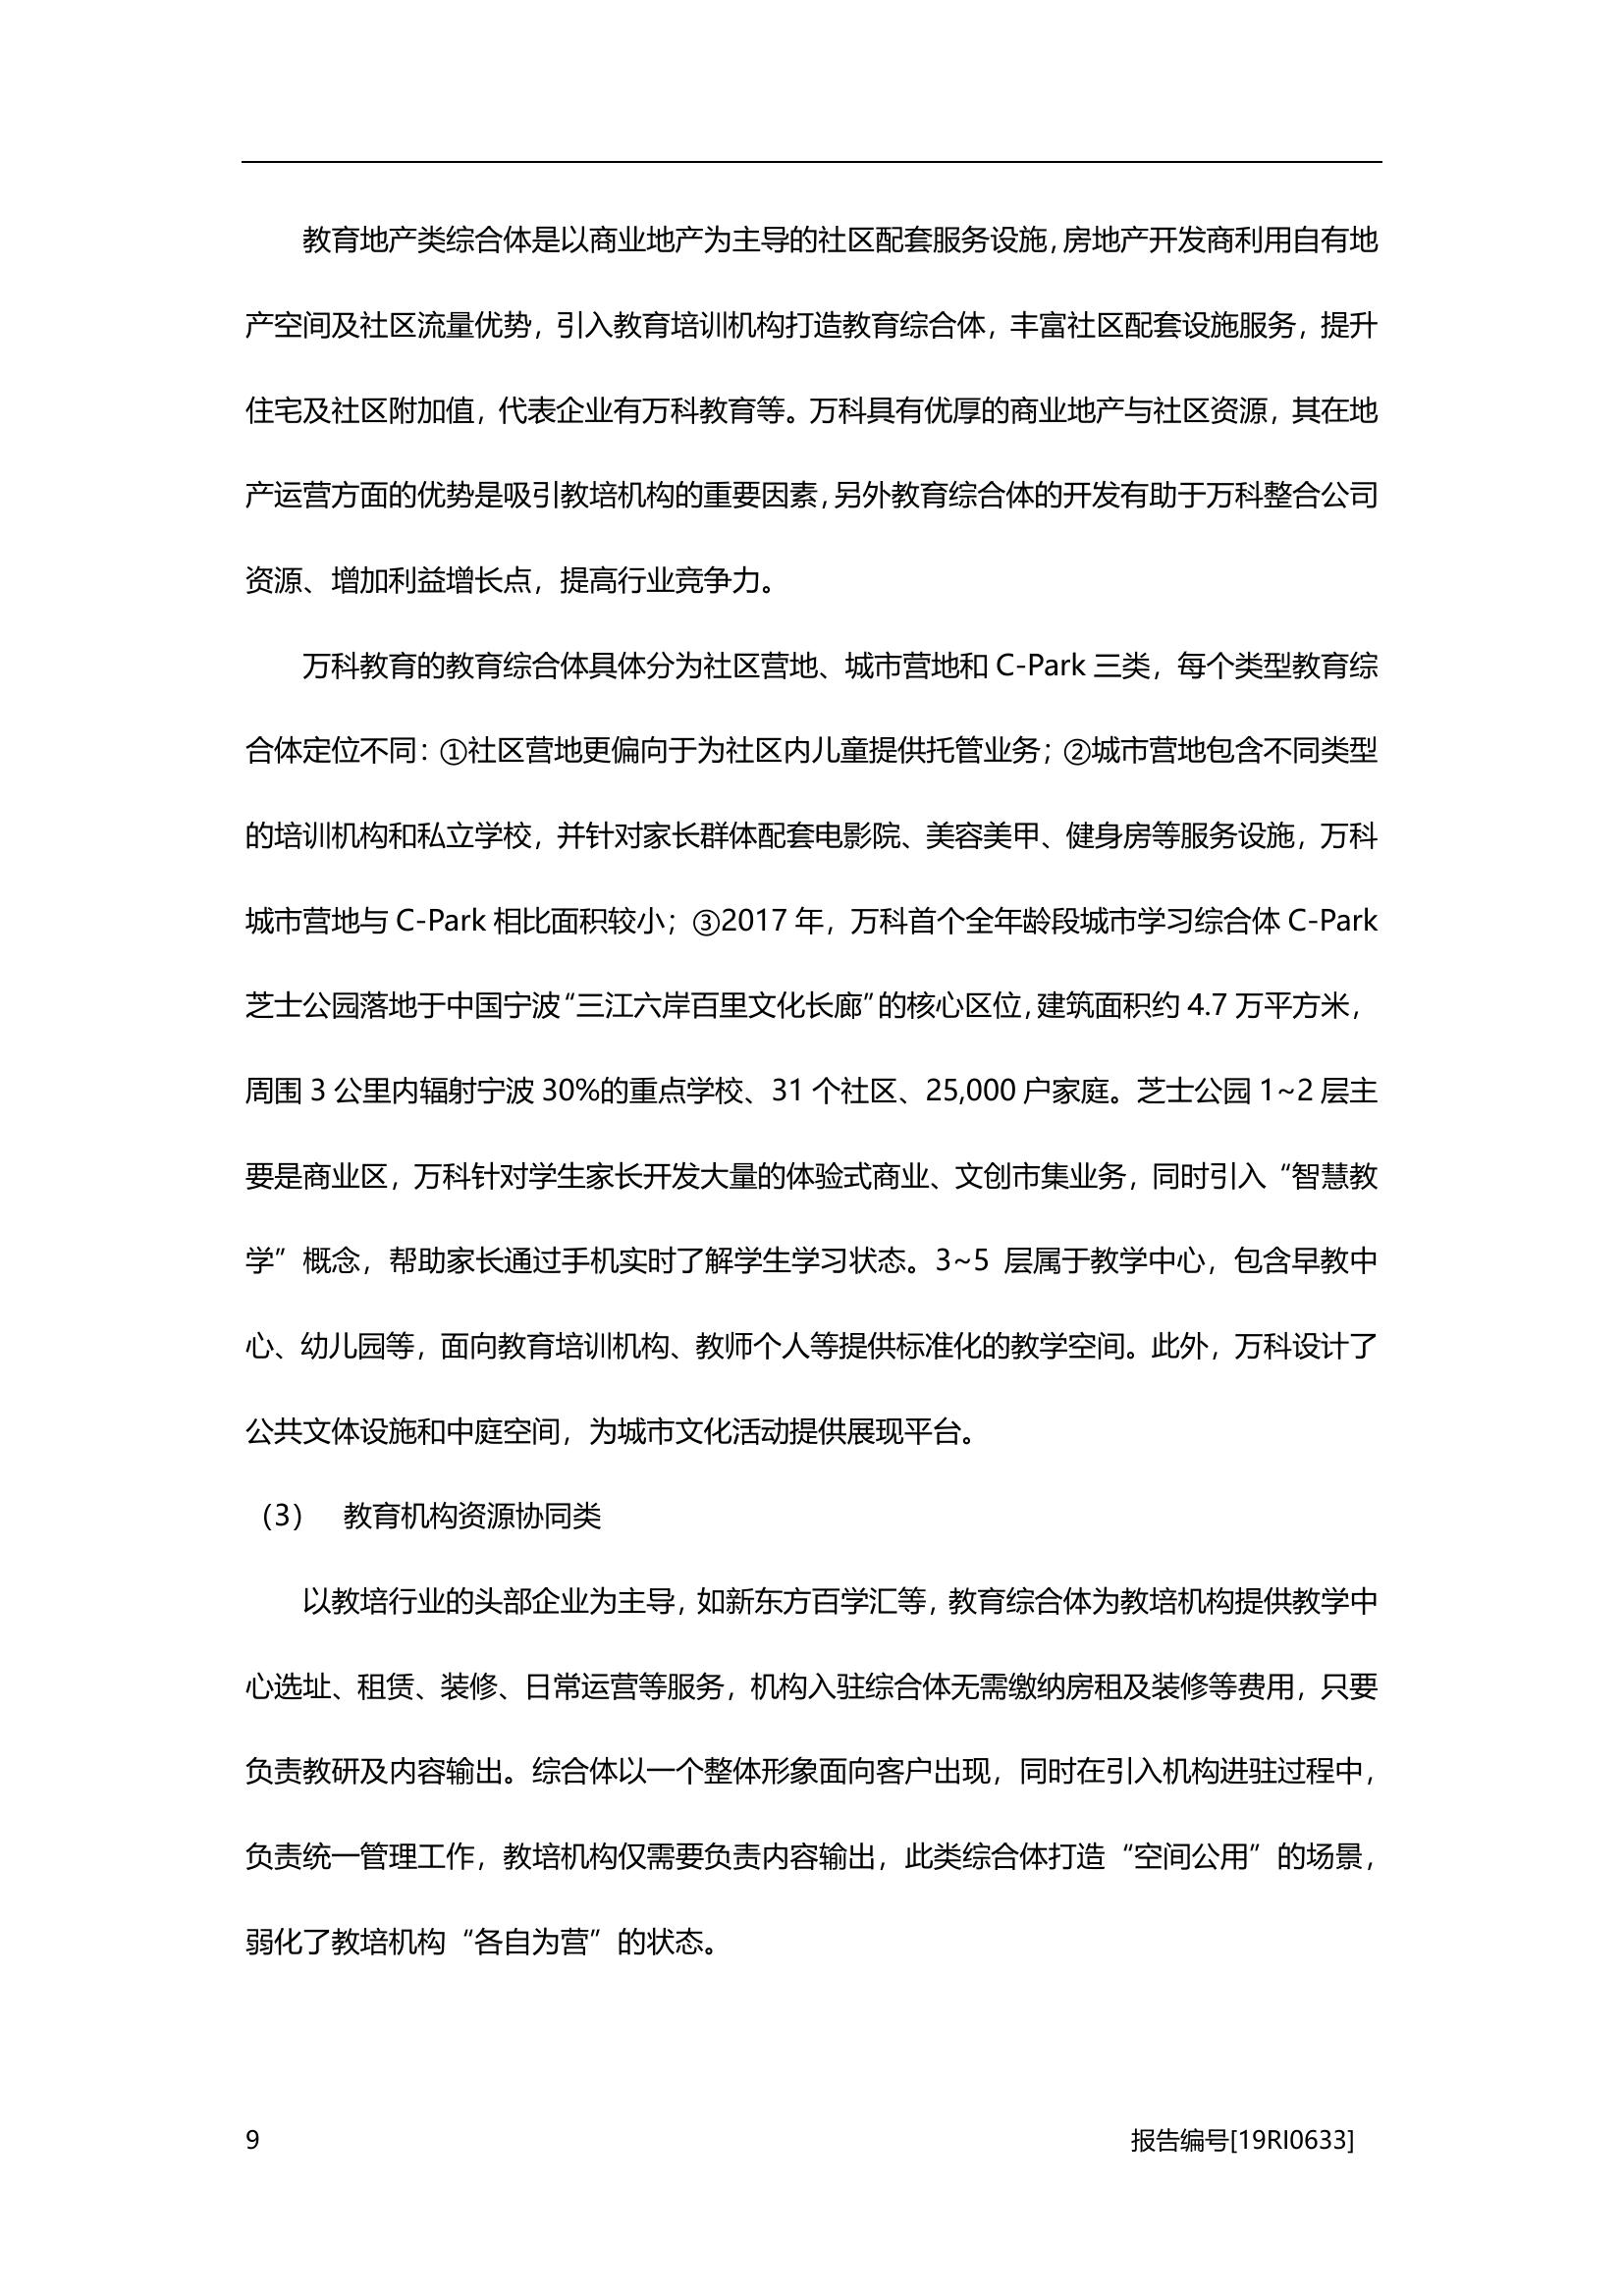 教育地产类综合体是以商业地产为主导的社区配套服务设施，房地产开发商利用自有地
产空间及社区流量优势，引入教育培训机构打造教育综合体，丰富社区配套设施服务，提升
住宅及社区附加值，代表企业有万科教育等。万科具有优厚的商业地产与社区资源，其在地
产运营方面的优势是吸引教培机构的重要因素，另外教育综合体的开发有助于万科整合公司
资源、增加利益增长点，提高行业竞争力。
万科教育的教育综合体具体分为社区营地、城市营地和 C-Park 三类，每个类型教育综
合体定位不同：①社区营地更偏向于为社区内儿童提供托管业务；②城市营地包含不同类型
的培训机构和私立学校，并针对家长群体配套电影院、美容美甲、健身房等服务设施，万科
城市营地与 C-Park 相比面积较小；③2017 年，万科首个全年龄段城市学习综合体 C-Park
芝士公园落地于中国宁波“三江六岸百里文化长廊”的核心区位，建筑面积约 4.7 万平方米，
周围 3 公里内辐射宁波 30%的重点学校、31 个社区、25,000 户家庭。芝士公园 1~2 层主
要是商业区，万科针对学生家长开发大量的体验式商业、文创市集业务，同时引入“智慧教
学”概念，帮助家长通过手机实时了解学生学习状态。3~5 层属于教学中心，包含早教中
心、幼儿园等，面向教育培训机构、教师个人等提供标准化的教学空间。此外，万科设计了
公共文体设施和中庭空间，为城市文化活动提供展现平台。
（3） 教育机构资源协同类
以教培行业的头部企业为主导，如新东方百学汇等，教育综合体为教培机构提供教学中
心选址、租赁、装修、日常运营等服务，机构入驻综合体无需缴纳房租及装修等费用，只要
负责教研及内容输出。综合体以一个整体形象面向客户出现，同时在引入机构进驻过程中，
负责统一管理工作，教培机构仅需要负责内容输出，此类综合体打造“空间公用”的场景，
弱化了教培机构“各自为营”的状态。
9 报告编号[19RI0633]